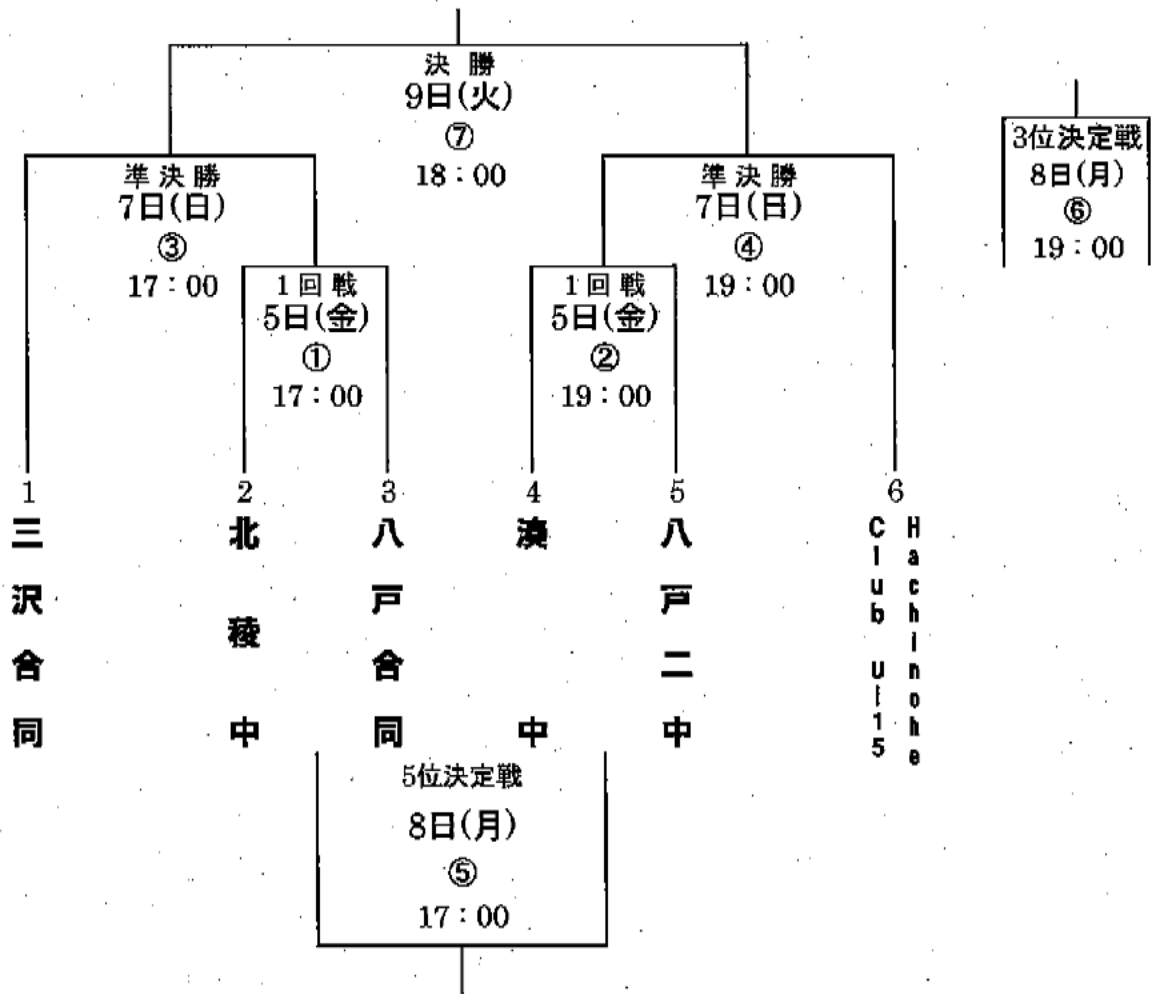 決勝
9日(火)
⑦
18:00
3位決定戦
8日(月)
⑥
19:00
準決勝
7日(日)
③
17:00
準決勝
7日(日)
④
19:00
1回戦
5日(金)
①
17:00
1回戦
5日(金)
②
19:00
1
2
3
4
5
6
三沢合同
北稜中
八戸合同
湊中
八戸二中
Hachinohe
Club U-15
5位決定戦
8日(月)
⑤
17:00